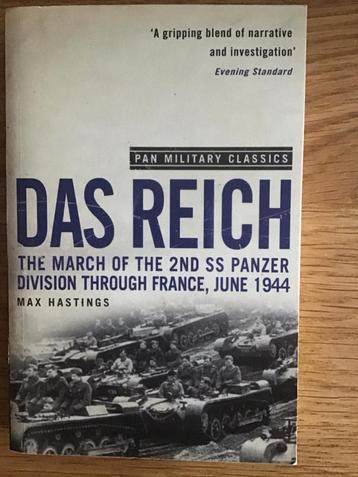 'A gripping blend of narrative
and investigation'
Evening Standard
PAN MILITARY CLASSICS
DAS REICH
THE MARCH OF THE 2ND SS PANZER
DIVISION THROUGH FRANCE, JUNE 1944
MAX HASTINGS